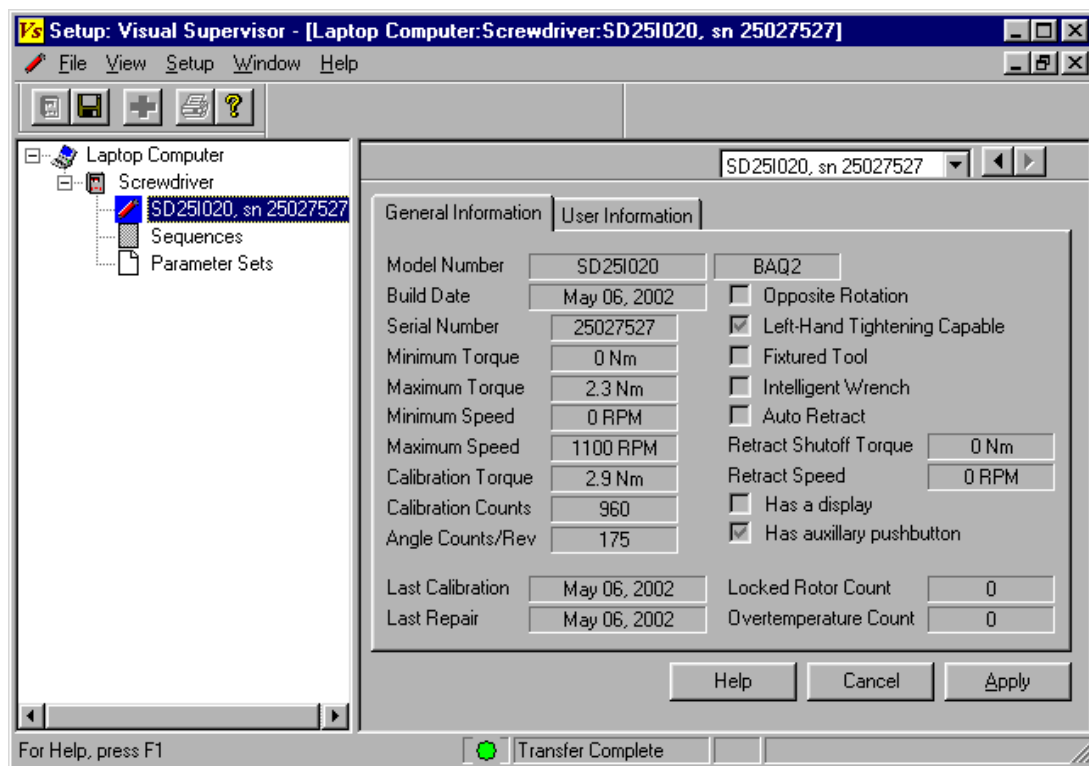 Vs Setup: Visual Supervisor - [Laptop Computer:Screwdriver:SD25I020, sn 25027527]
File View Setup Window Help
Laptop Computer
Screwdriver
SD25I020, sn 25027527
Sequences
Parameter Sets
SD25I020, sn 25027527
General Information User Information
Model Number SD25I020 BAQ2
Build Date May 06, 2002 Opposite Rotation
Serial Number 25027527 Left-Hand Tightening Capable
Minimum Torque 0 Nm Fixtured Tool
Maximum Torque 2.3 Nm Intelligent Wrench
Minimum Speed 0 RPM Auto Retract
Maximum Speed 1100 RPM Retract Shutoff Torque 0 Nm
Calibration Torque 2.9 Nm Retract Speed 0 RPM
Calibration Counts 960 Has a display
Angle Counts/Rev 175 Has auxillary pushbutton
Last Calibration May 06, 2002 Locked Rotor Count 0
Last Repair May 06, 2002 Overtemperature Count 0
Help Cancel Apply
For Help, press F1 Transfer Complete